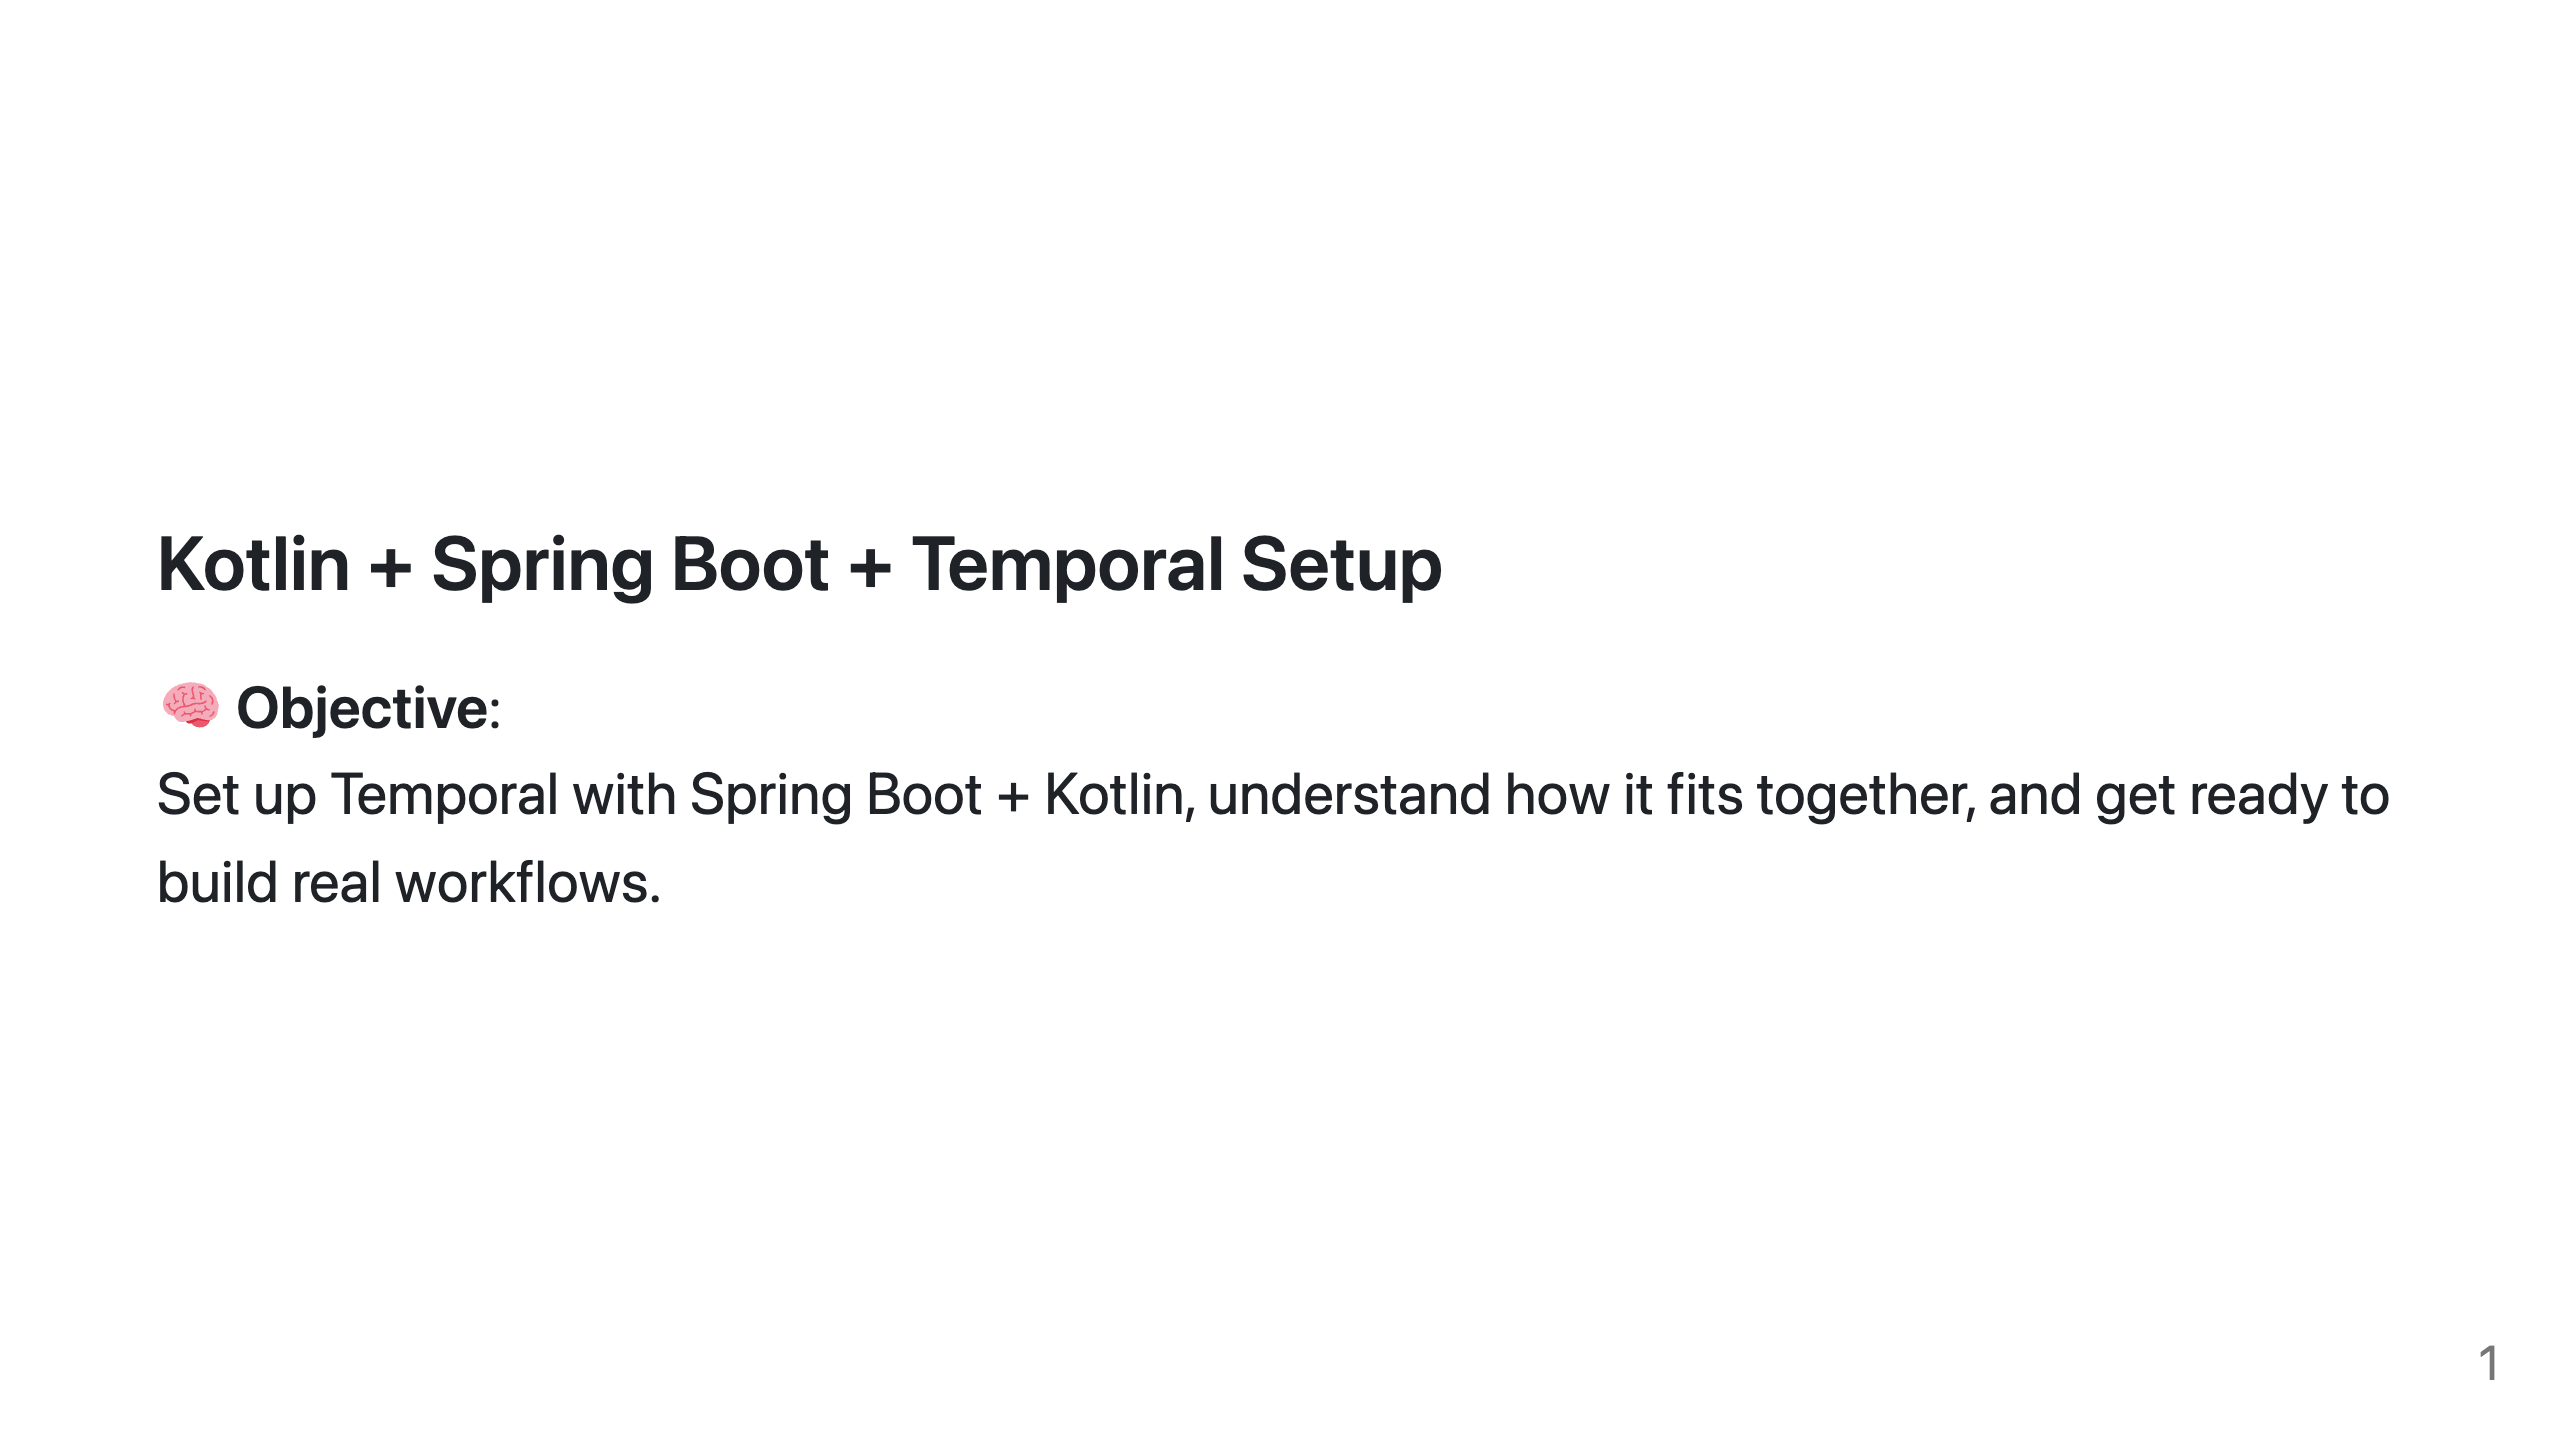 Kotlin + Spring Boot + Temporal Setup
🧠 Objective:
Set up Temporal with Spring Boot + Kotlin, understand how it fits together, and get ready to
build real workflows.
1